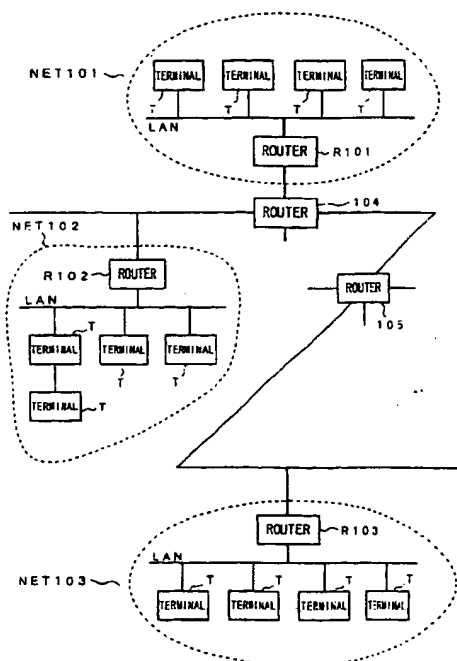 NET101
TERMINAL TERMINAL TERMINAL TERMINAL
T T T T
LAN
ROUTER R101
ROUTER 104
NET102
R102 ROUTER
ROUTER
105
LAN
T
TERMINAL TERMINAL TERMINAL
T T
TERMINAL T
ROUTER R103
LAN
T T T T
NET103
TERMINAL TERMINAL TERMINAL TERMINAL